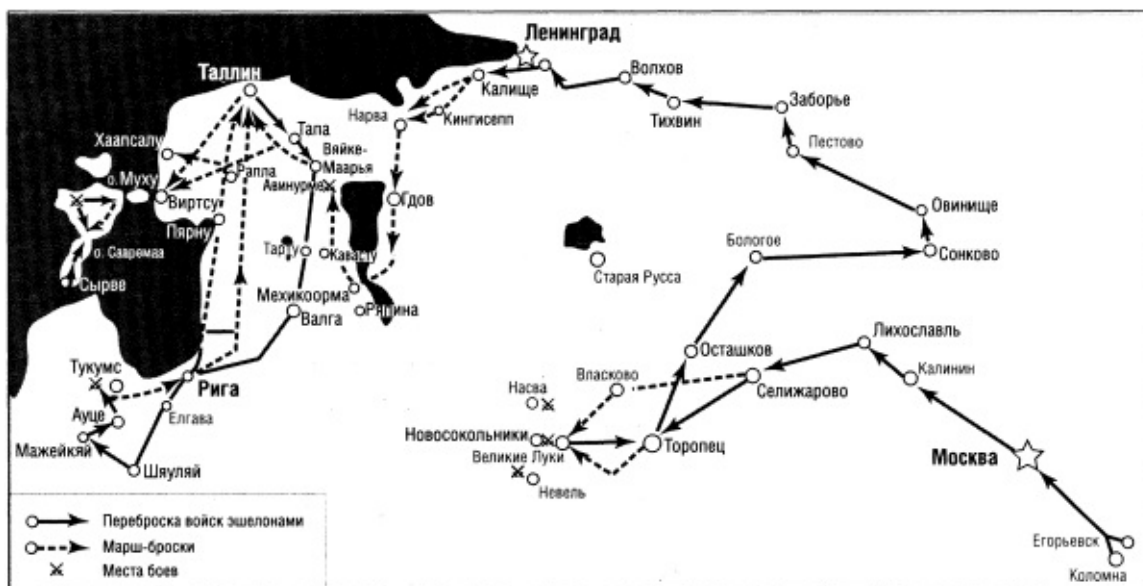 Ленинград
Таллин
Калище
Волхов
Тихвин
Заборье
Пестово
Нарва
Кингисепп
Тапа
Хаапсалу
Вяйке-
Маарья
о.Муху
Рапла
Авинурме
Виртсу
Гдов
Овинище
Пярну
Бологое
Сонково
Тарту
о. Сааремаа
Старая Русса
Сырве
Мехикоорма
Ряпина
Валга
Лихославль
Осташков
Тукумс
Калинин
Рига
Власково
Селижарово
Насва
Ауце
Елгава
Новосокольники
Мажейкяй
Торопец
Великие Луки
Москва
Шяуляй
Невель
Переброска войск эшелонами
Марш-броски
Места боев
Егорьевск
Коломна